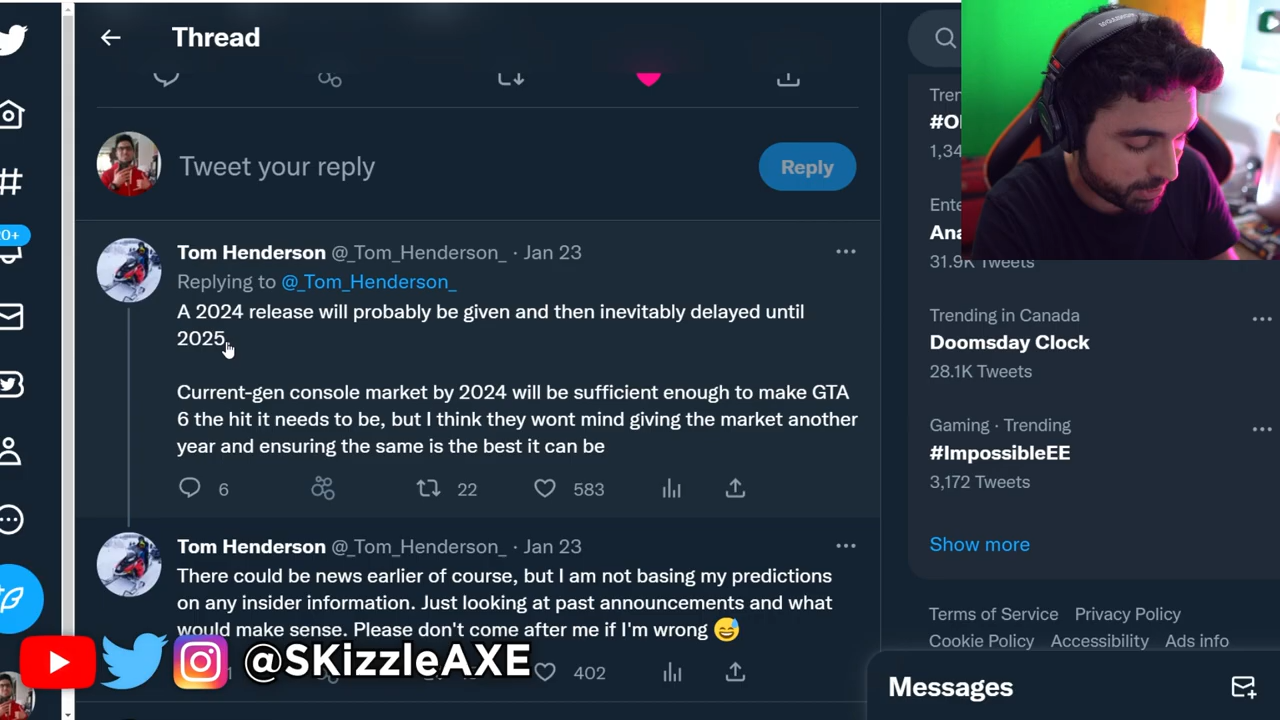 Thread
Tweet your reply
Reply
Tom Henderson @_Tom_Henderson_ · Jan 23
Replying to @_Tom_Henderson_
A 2024 release will probably be given and then inevitably delayed until
2025.
Current-gen console market by 2024 will be sufficient enough to make GTA
6 the hit it needs to be, but I think they wont mind giving the market another
year and ensuring the same is the best it can be
6 22 583
Tom Henderson @_Tom_Henderson_ · Jan 23
There could be news earlier of course, but I am not basing my predictions
on any insider information. Just looking at past announcements and what
would make sense. Please don't come after me if I'm wrong 😅
402
@SKizzleAXE
20+
31.9K Tweets
Trending in Canada
Doomsday Clock
28.1K Tweets
Gaming · Trending
#ImpossibleEE
3,172 Tweets
Show more
Terms of Service Privacy Policy
Cookie Policy Accessibility Ads info
Messages